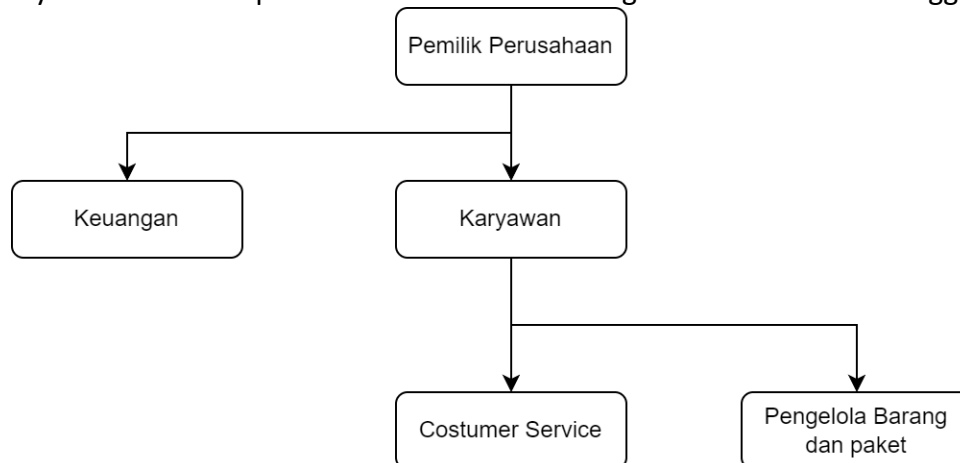 Pemilik Perusahaan
Keuangan
Karyawan
Costumer Service
Pengelola Barang
dan paket